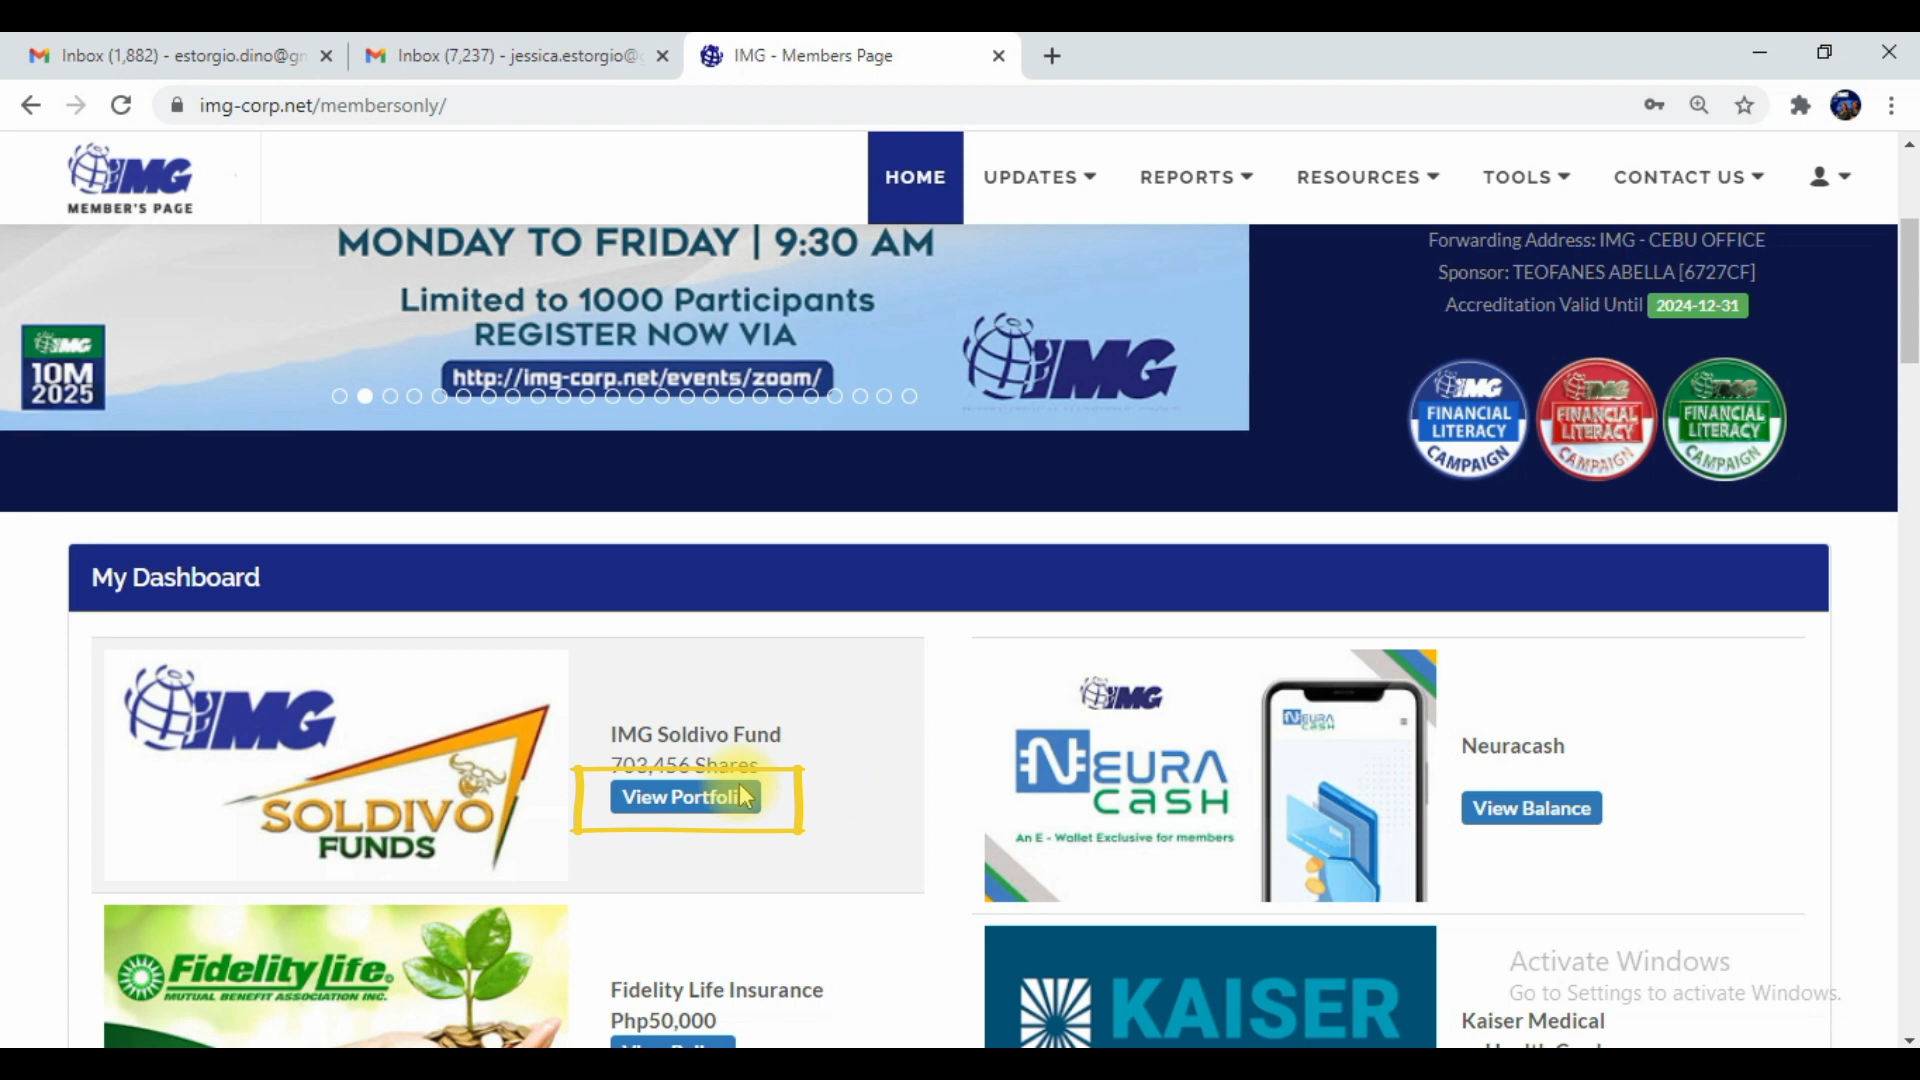 Inbox (1,882) - estorgio.dino@gm
Inbox (7,237) - jessica.estorgio@g
IMG - Members Page
img-corp.net/membersonly/
IMG
MEMBER'S PAGE
HOME
UPDATES
REPORTS
RESOURCES
TOOLS
CONTACT US
MONDAY TO FRIDAY | 9:30 AM
Limited to 1000 Participants
REGISTER NOW VIA
http://img-corp.net/events/zoom/
IMG
10M
2025
IMG
Forwarding Address: IMG - CEBU OFFICE
Sponsor: TEOFANES ABELLA [6727CF]
Accreditation Valid Until 2024-12-31
IMG
FINANCIAL
LITERACY
CAMPAIGN
IMG
FINANCIAL
LITERACY
CAMPAIGN
IMG
FINANCIAL
LITERACY
CAMPAIGN
My Dashboard
IMG
SOLDIVO
FUNDS
IMG Soldivo Fund
703,456 Shares
View Portfolio
IMG
NEURA
CASH
An E - Wallet Exclusive for members
NEURA
CASH
Neuracash
View Balance
Fidelity life.
MUTUAL BENEFIT ASSOCIATION INC.
Fidelity Life Insurance
Php50,000
KAISER
Kaiser Medical
Activate Windows
Go to Settings to activate Windows.